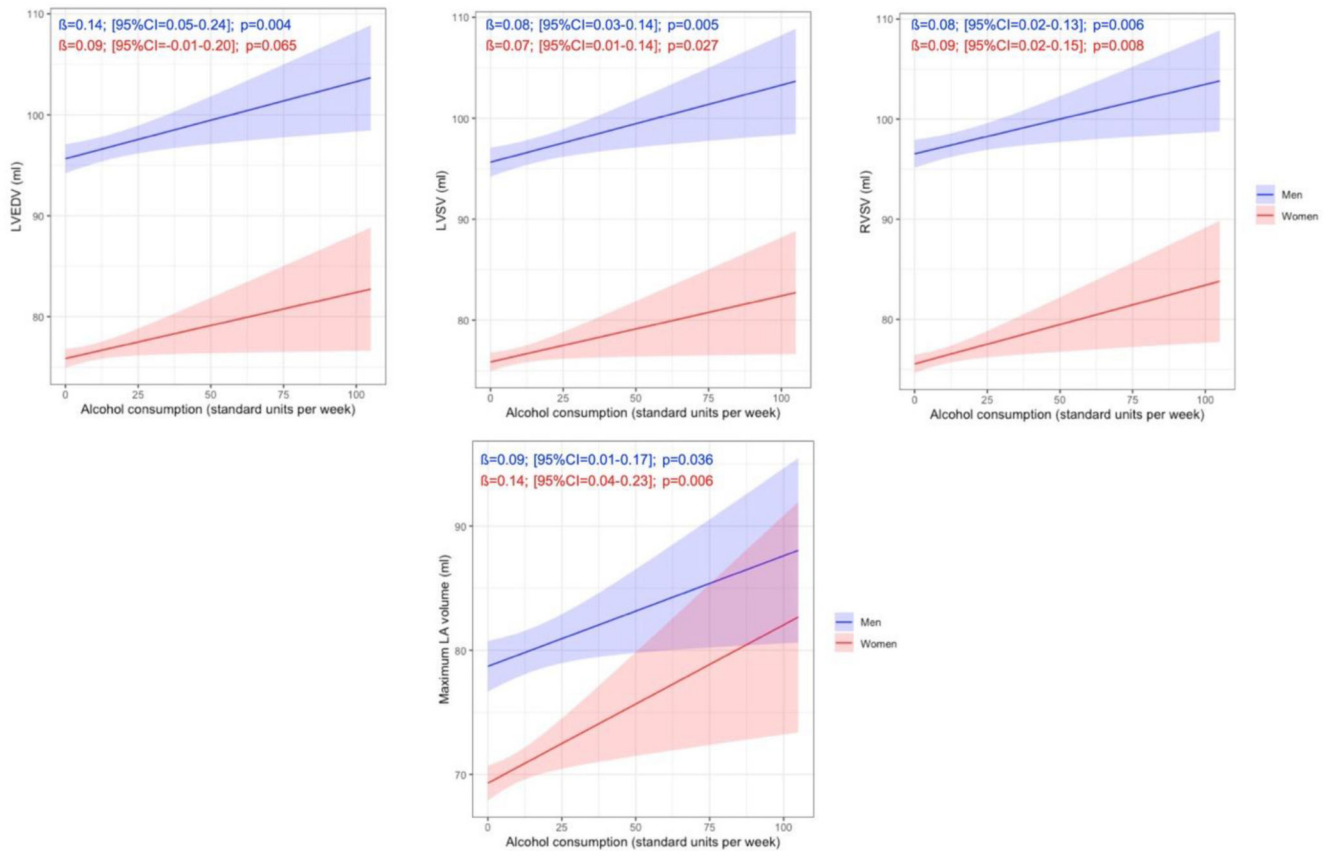 ß=0.14; [95%CI=0.05-0.24]; p=0.004
ß=0.09; [95%CI=-0.01-0.20]; p=0.065
110
100
90
80
LVEDV (ml)
0 25 50 75 100
Alcohol consumption (standard units per week)
ß=0.08; [95%CI=0.03-0.14]; p=0.005
ß=0.07; [95%CI=0.01-0.14]; p=0.027
110
100
90
80
LVSV (ml)
0 25 50 75 100
Alcohol consumption (standard units per week)
ß=0.08; [95%CI=0.02-0.13]; p=0.006
ß=0.09; [95%CI=0.02-0.15]; p=0.008
110
100
90
80
RVSV (ml)
0 25 50 75 100
Alcohol consumption (standard units per week)
Men
Women
ß=0.09; [95%CI=0.01-0.17]; p=0.036
ß=0.14; [95%CI=0.04-0.23]; p=0.006
90
80
70
Maximum LA volume (ml)
0 25 50 75 100
Alcohol consumption (standard units per week)
Men
Women